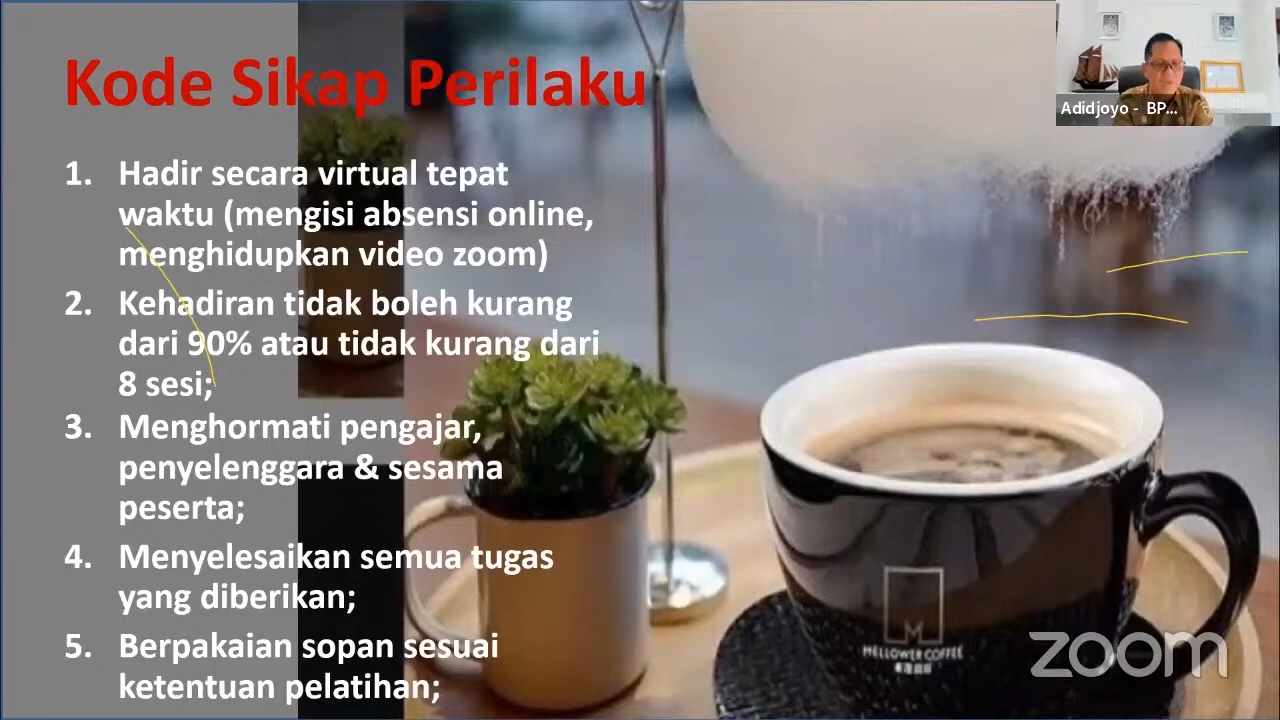 Kode Sikap Perilaku
Adidjoyo - BP...
1. Hadir secara virtual tepat
waktu (mengisi absensi online,
menghidupkan video zoom)
2. Kehadiran tidak boleh kurang
dari 90% atau tidak kurang dari
8 sesi;
3. Menghormati pengajar,
penyelenggara & sesama
peserta;
4. Menyelesaikan semua tugas
yang diberikan;
5. Berpakaian sopan sesuai
ketentuan pelatihan;
M
MELLOWER COFFEE
zoom